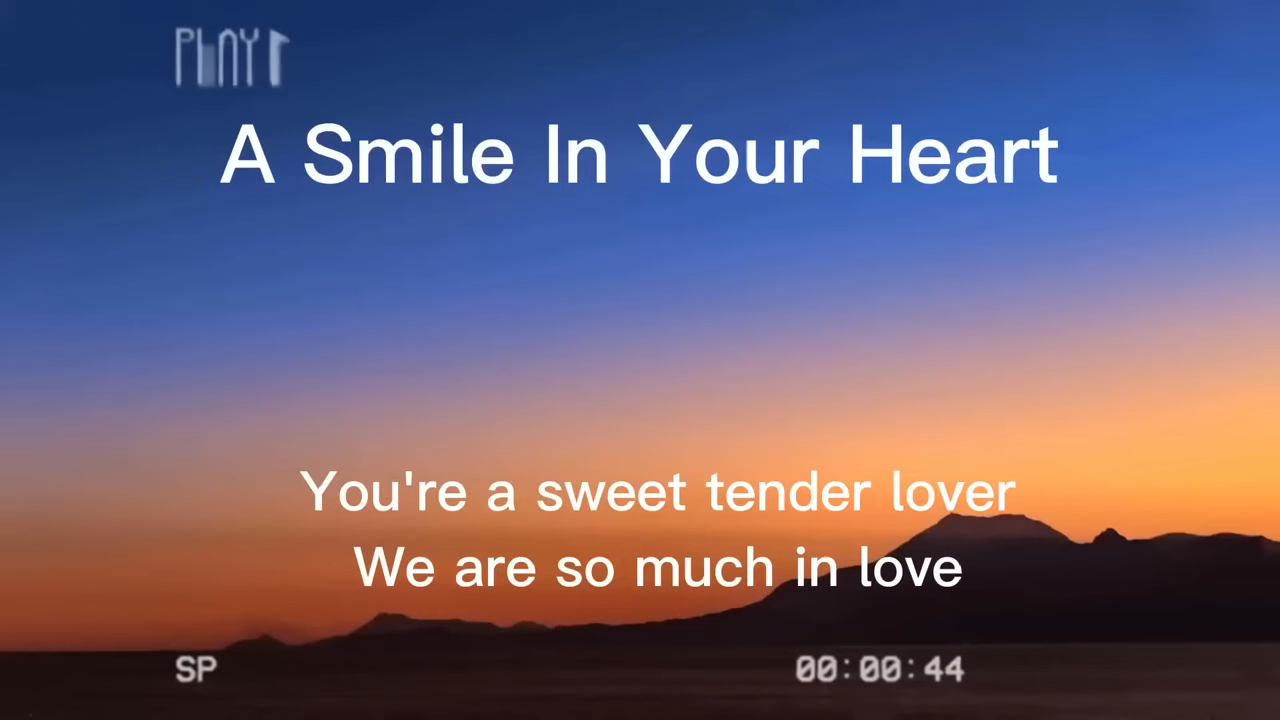 PLAY
A Smile In Your Heart
You're a sweet tender lover
We are so much in love
SP
00:00:44